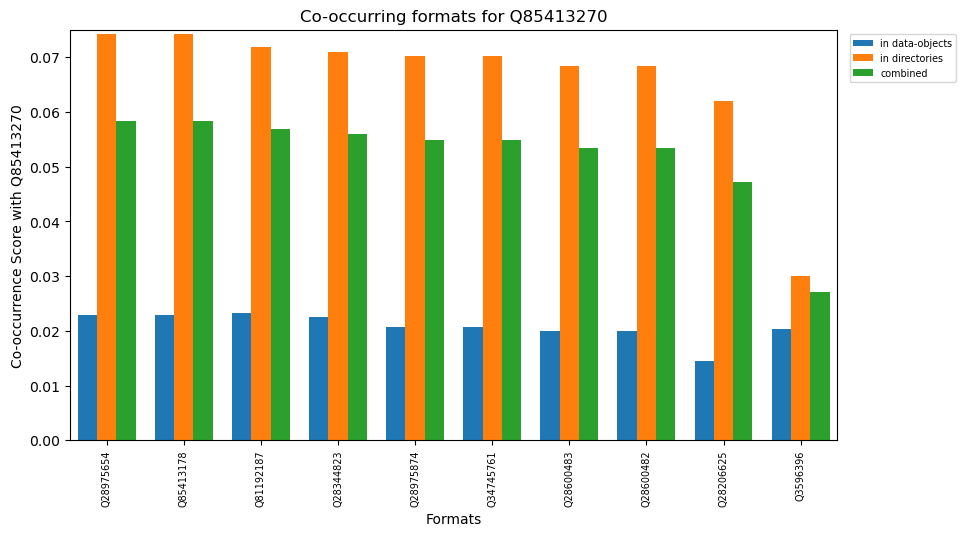 Co-occurring formats for Q85413270
in data-objects
in directories
combined
Co-occurrence Score with Q85413270
0.07
0.06
0.05
0.04
0.03
0.02
0.01
0.00
Q28975654
Q85413178
Q81192187
Q28344823
Q28975874
Q34745761
Q28600483
Q28600482
Q28206625
Q3596396
Formats